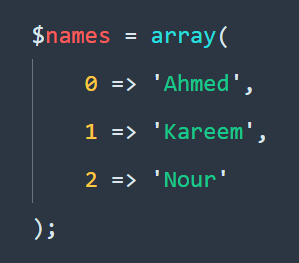 $names = array(
0 => 'Ahmed',
1 => 'Kareem',
2 => 'Nour'
);